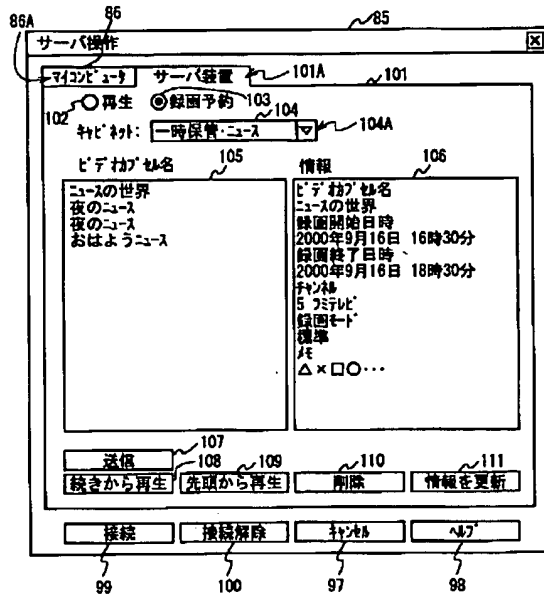 86
86A
85
サーバ操作
マイコンピュータ
サーバ装置
101A
101
102
再生
録画予約
103
キャビネット:
一時保管・ニュース
104
104A
ビデオカプセル名
105
情報
106
ニュースの世界
夜のニュース
夜のニュース
おはようニュース
ビデオカプセル名
ニュースの世界
録画開始日時
2000年9月16日 16時30分
録画終了日時
2000年9月16日 18時30分
チャンネル
5 フミテレビ
録画モード
標準
メモ
△×□○・・・
107
送信
108
109
110
111
続きから再生
先頭から再生
削除
情報を更新
接続
接続解除
キャンセル
ヘルプ
99
100
97
98